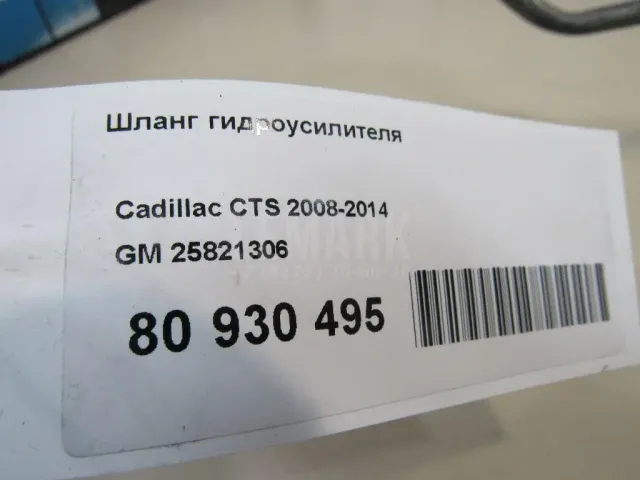 Шланг гидроусилителя
Cadillac CTS 2008-2014
GM 25821306
80 930 495